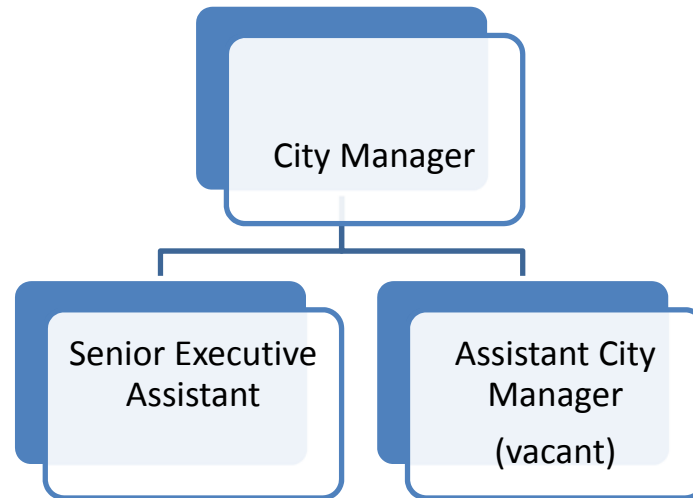 City Manager
Senior Executive
Assistant
Assistant City
Manager
(vacant)